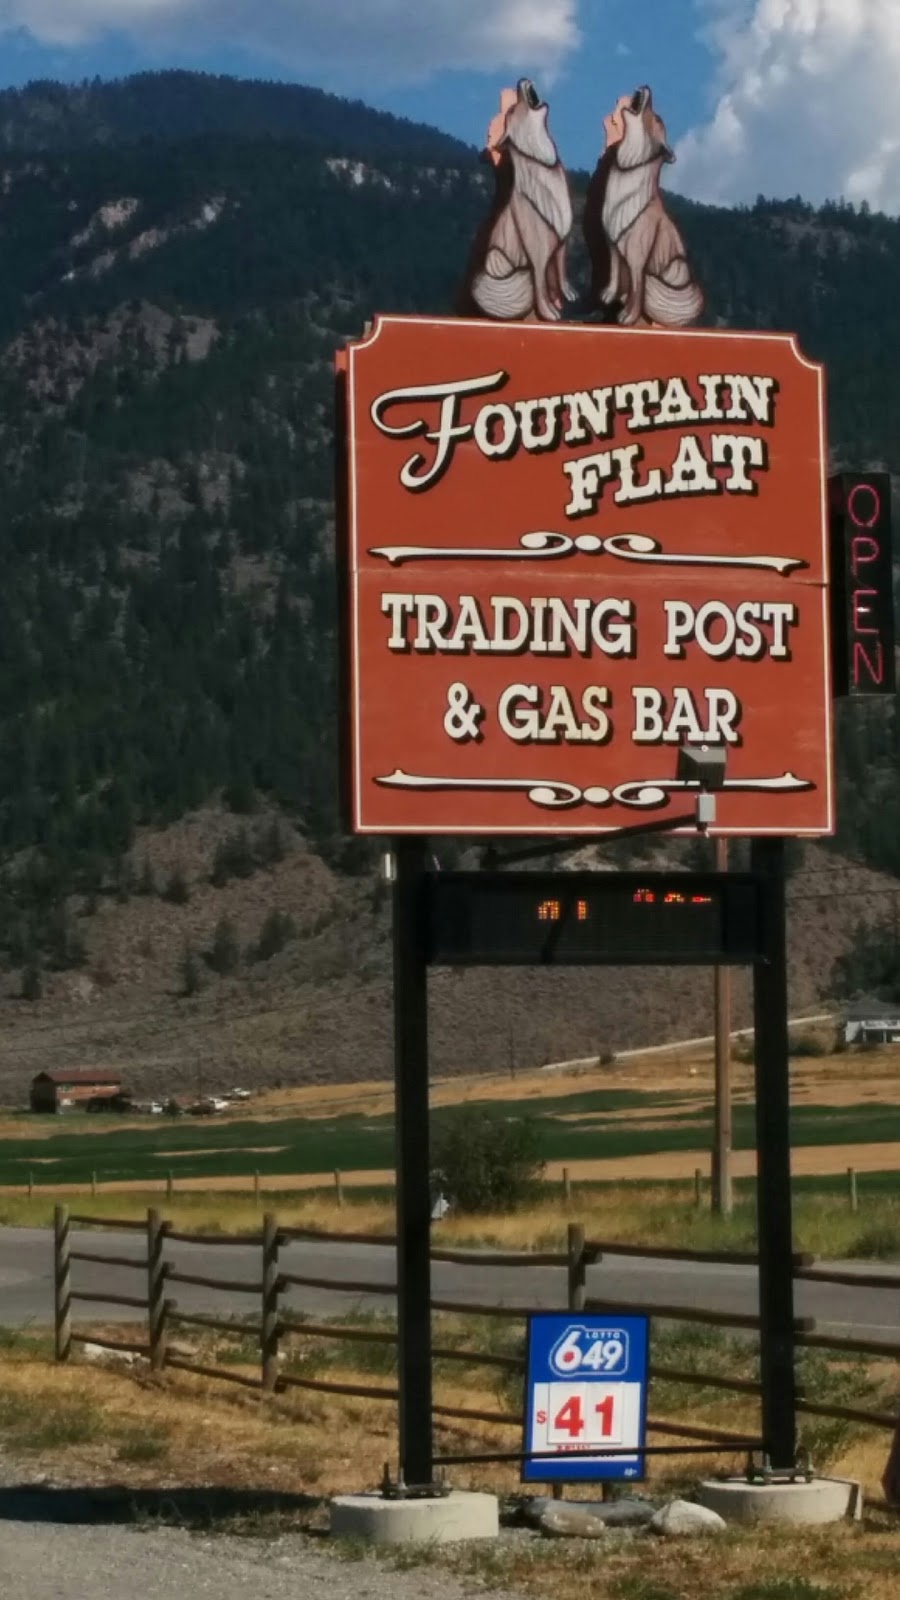 FOUNTAIN
FLAT
TRADING POST
& GAS BAR
OPEN
LOTTO
649
$41